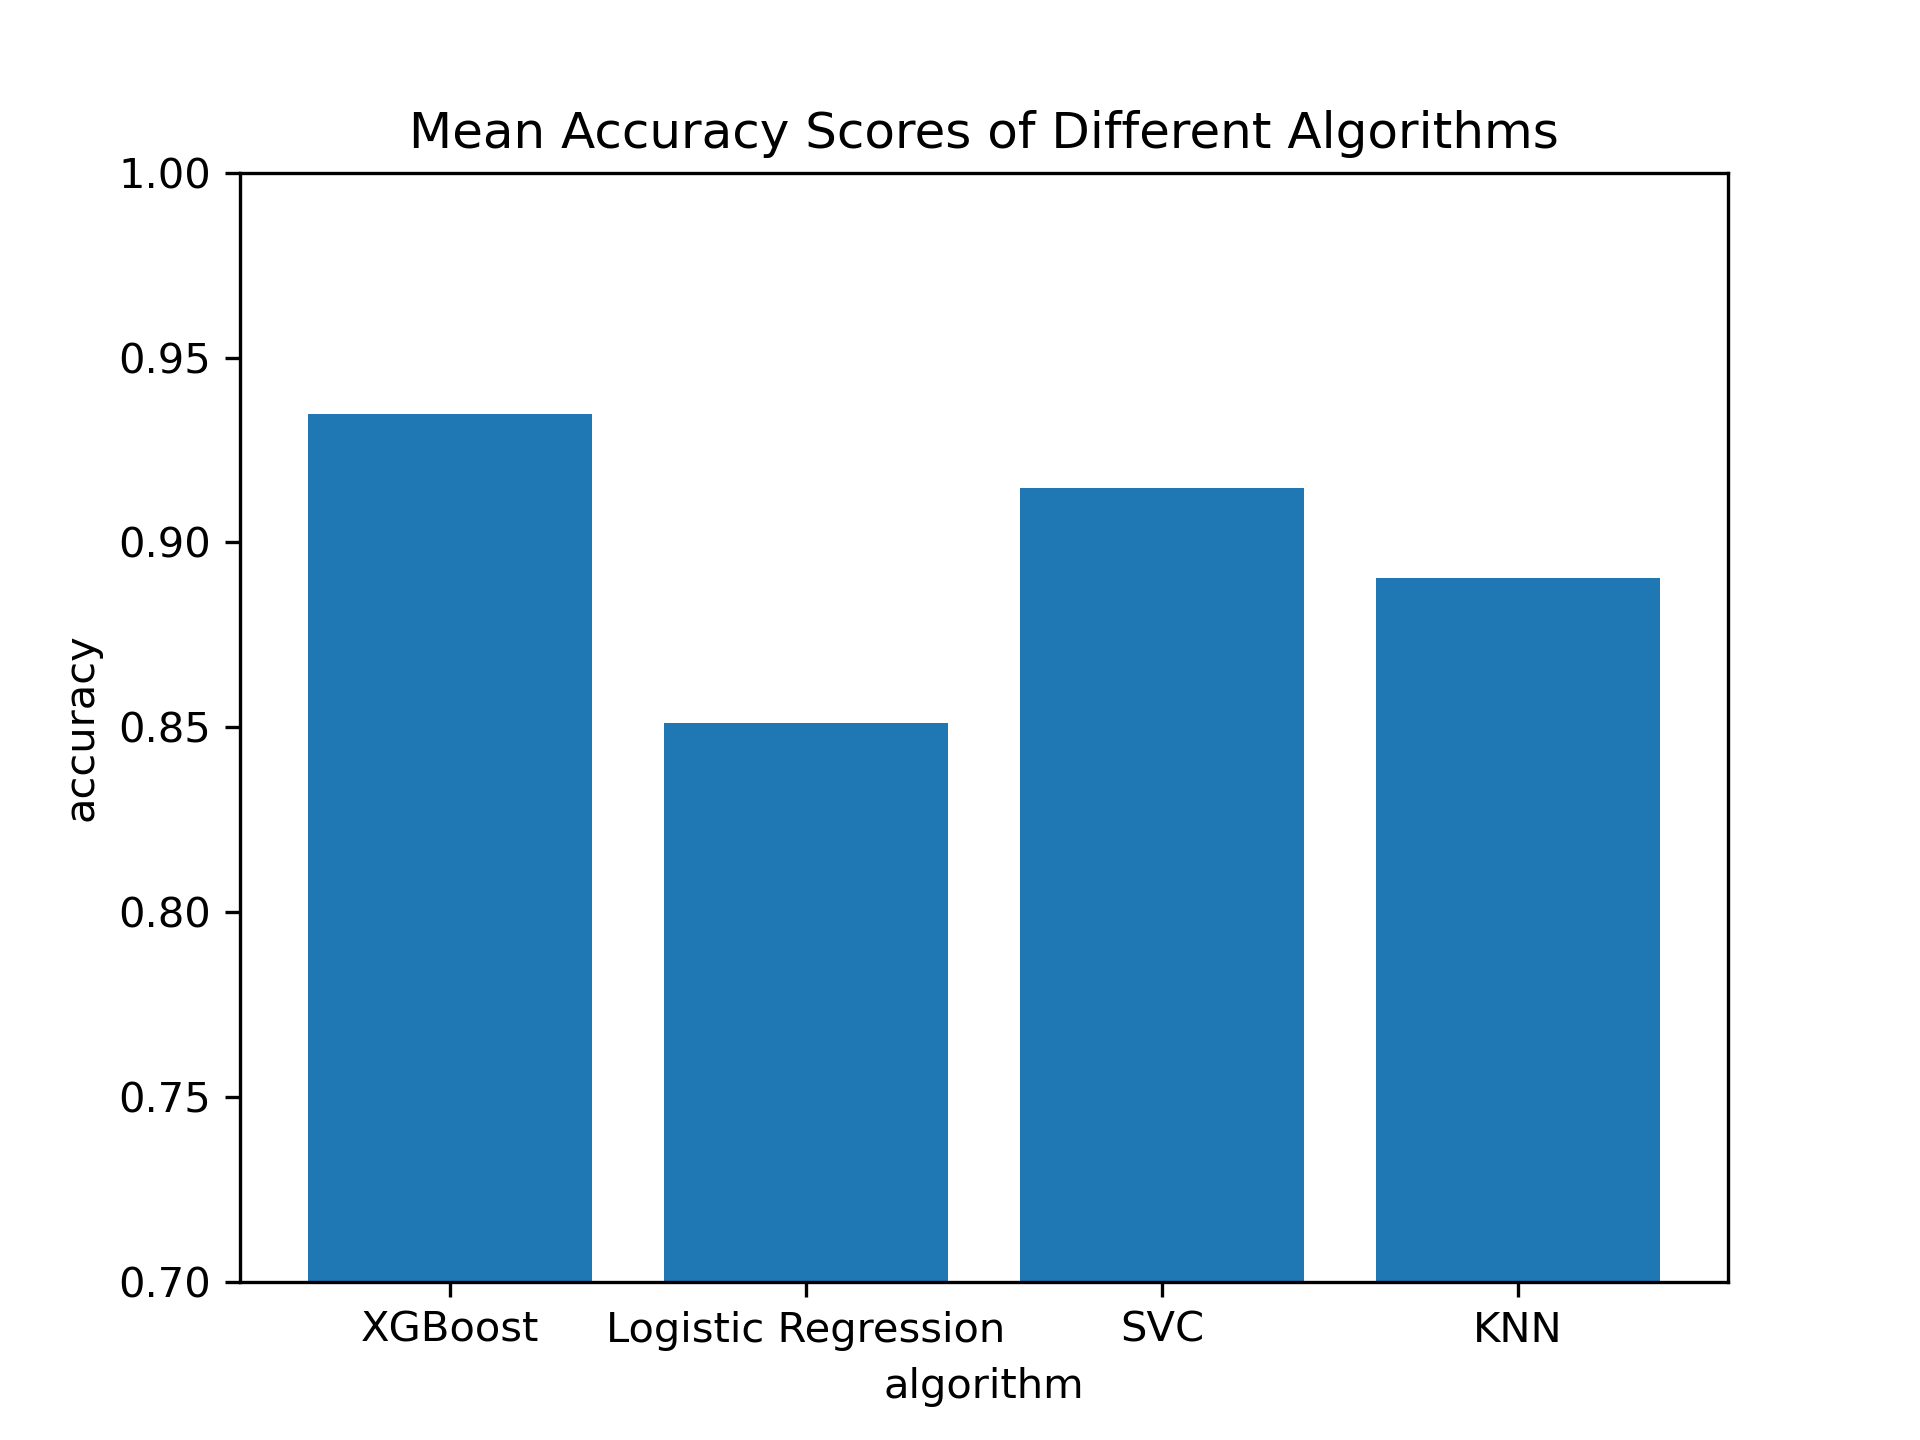 Mean Accuracy Scores of Different Algorithms
1.00
0.95
0.90
0.85
0.80
0.75
0.70
accuracy
XGBoost Logistic Regression SVC KNN
algorithm